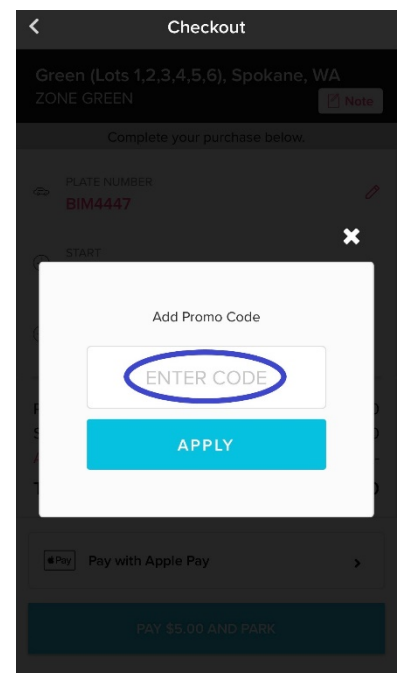 Checkout
Green (Lots 1,2,3,4,5,6), Spokane, WA
ZONE GREEN
Note
Complete your purchase below.
PLATE NUMBER
BIM4447
START
Add Promo Code
ENTER CODE
APPLY
Pay
Pay with Apple Pay
PAY $5.00 AND PARK